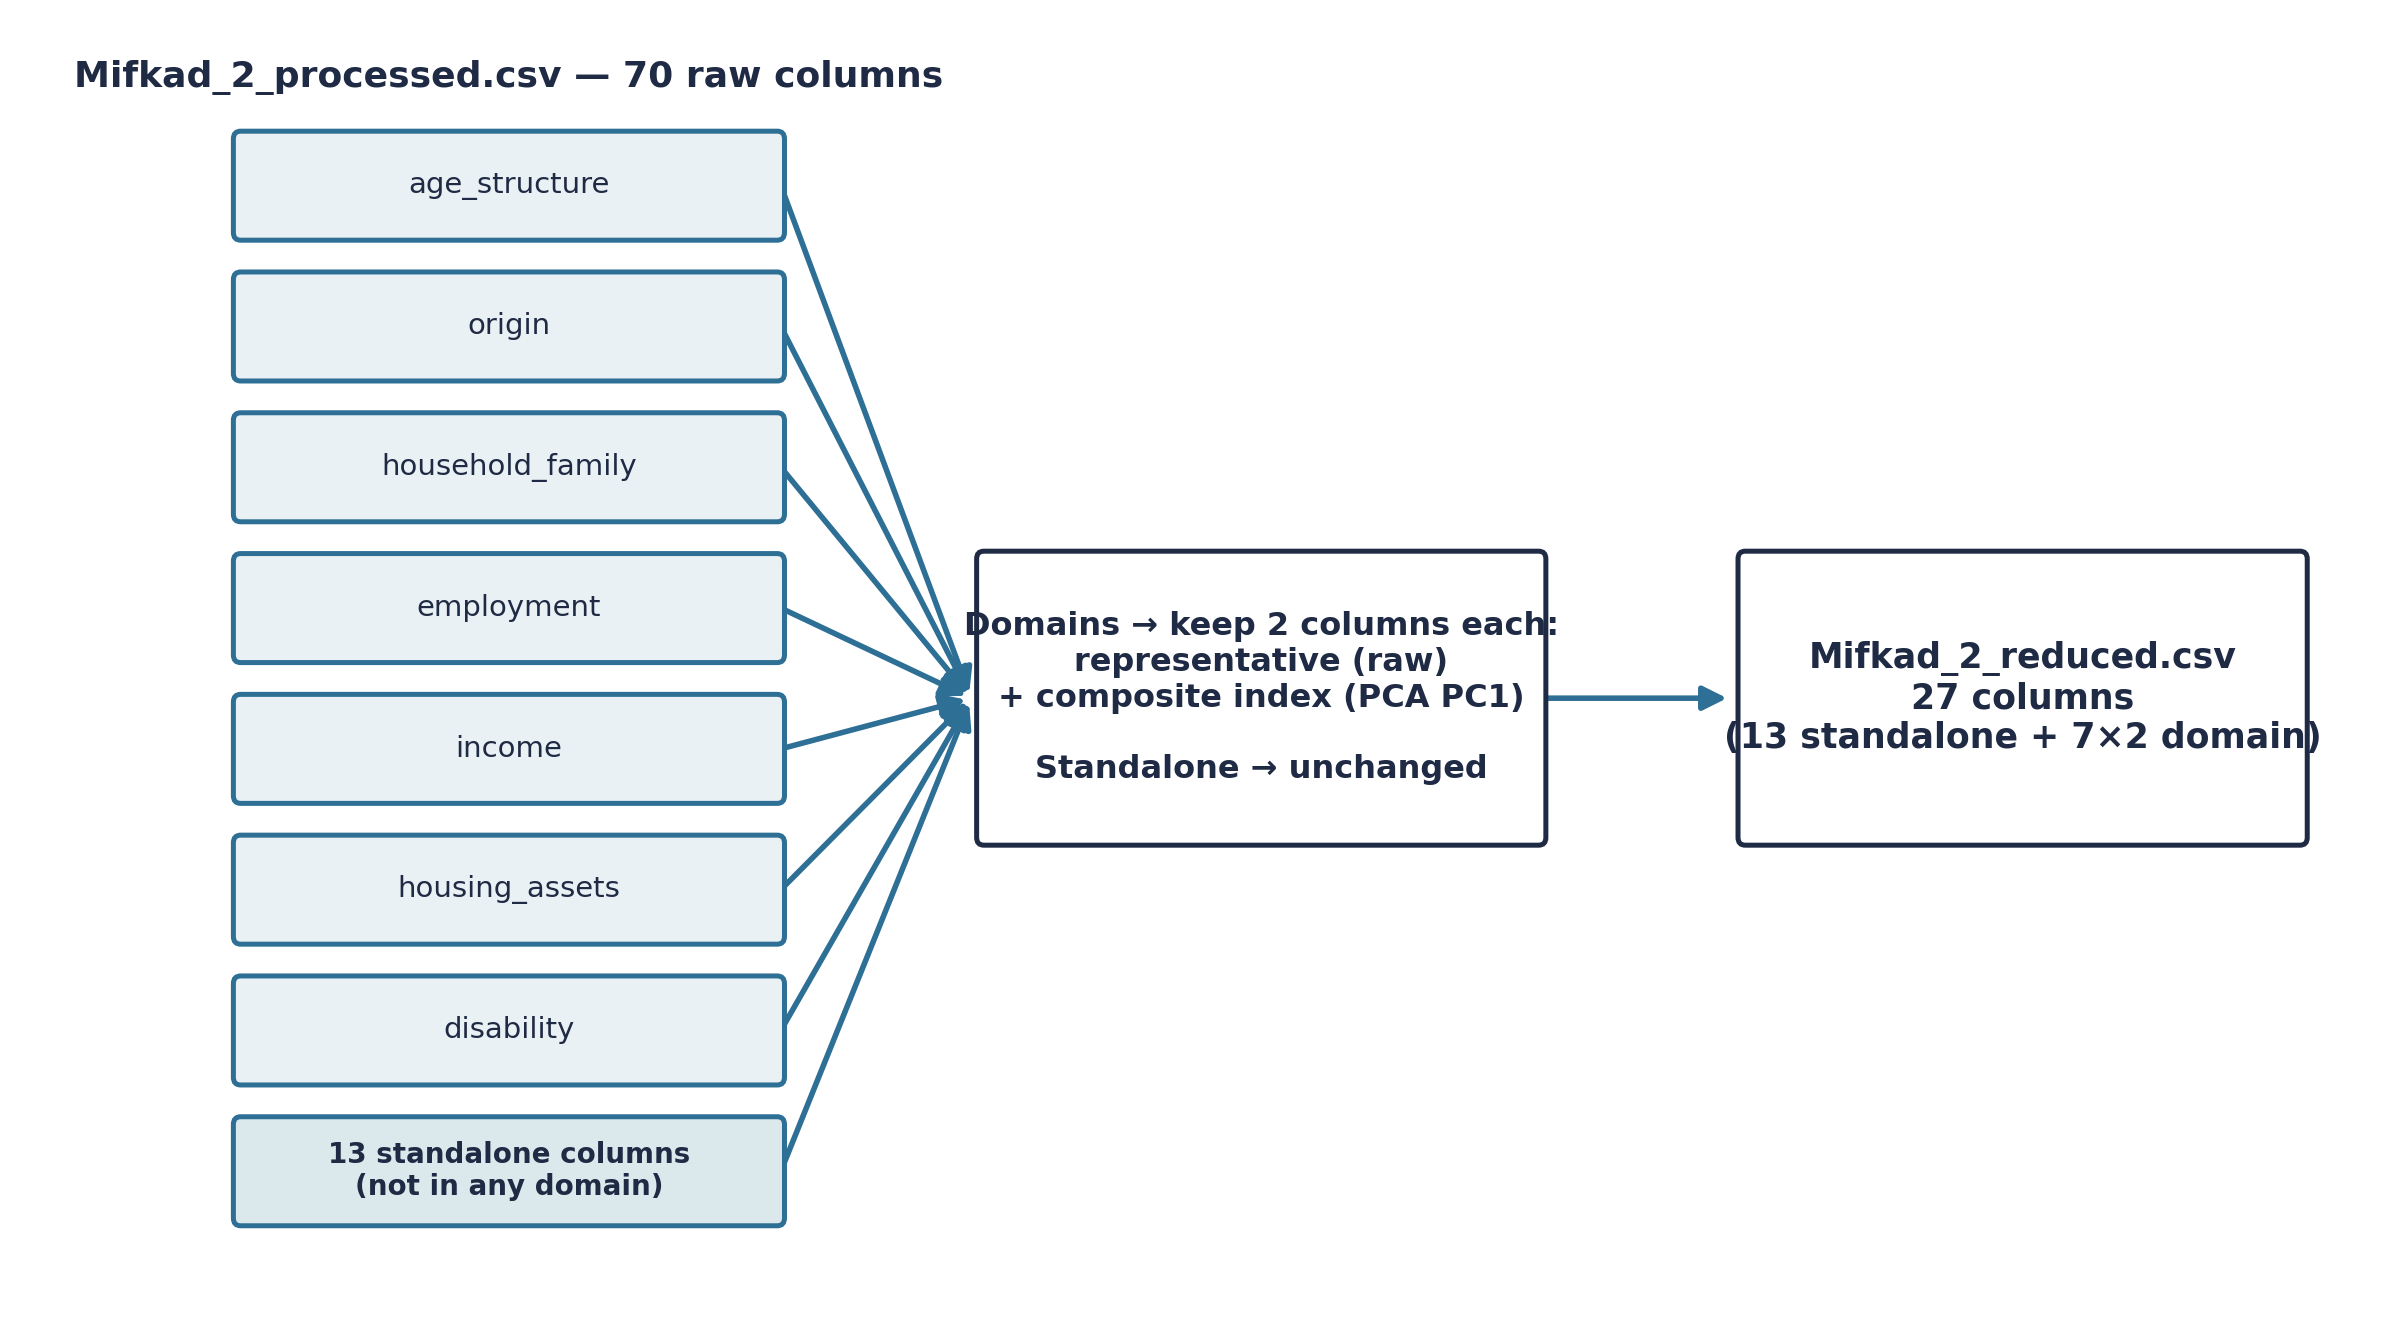 Mifkad_2_processed.csv — 70 raw columns
age_structure
origin
household_family
employment
income
housing_assets
disability
13 standalone columns
(not in any domain)
Domains → keep 2 columns each:
representative (raw)
+ composite index (PCA PC1)
Standalone → unchanged
Mifkad_2_reduced.csv
27 columns
(13 standalone + 7×2 domain)